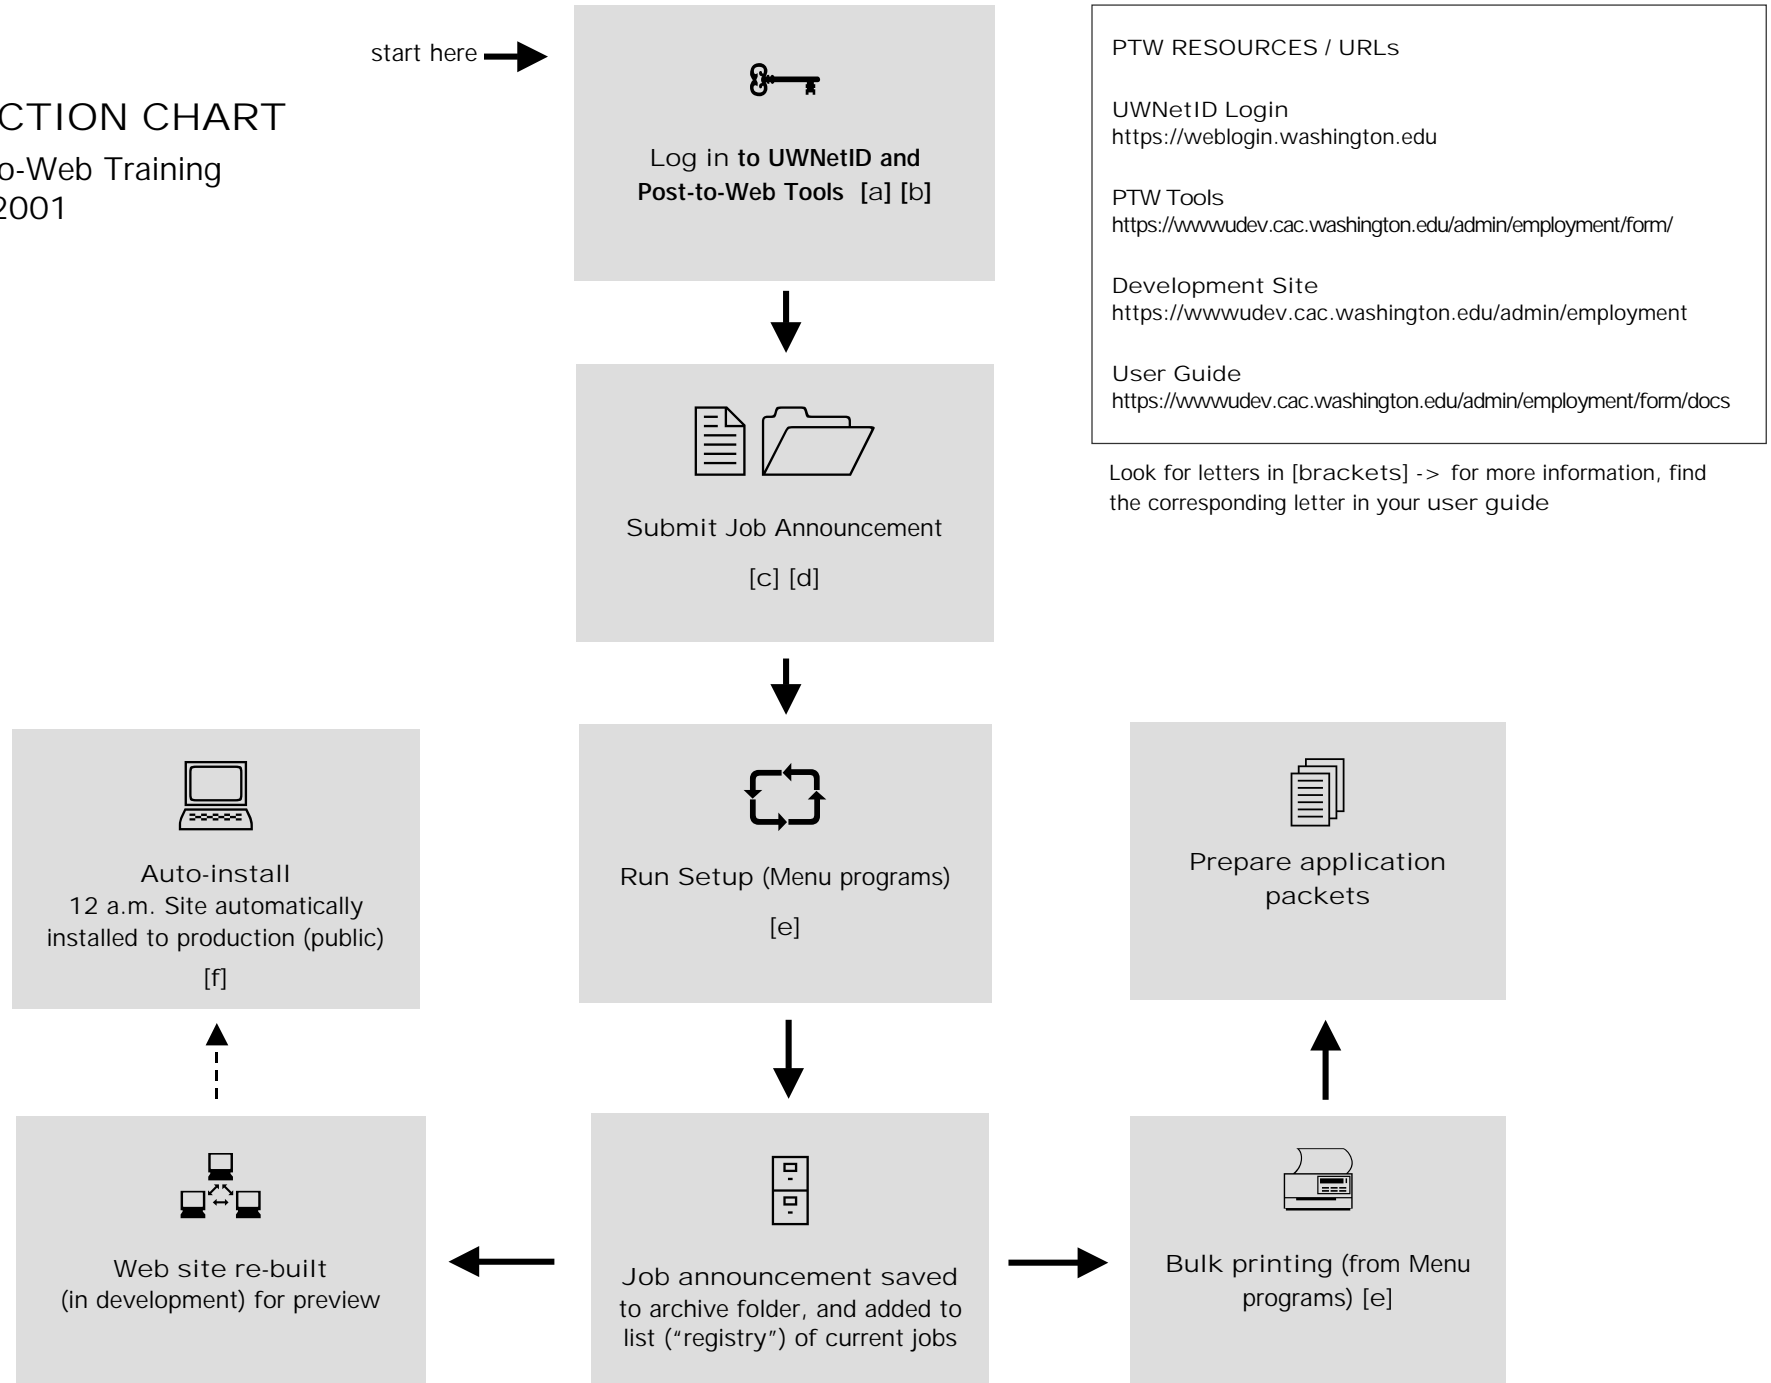 start here
CTION CHART
o-Web Training
2001
Log in to UWNetID and
Post-to-Web Tools [a] [b]
PTW RESOURCES / URLs
UWNetID Login
https://weblogin.washington.edu
PTW Tools
https://wwwudev.cac.washington.edu/admin/employment/form/
Development Site
https://wwwudev.cac.washington.edu/admin/employment
User Guide
https://wwwudev.cac.washington.edu/admin/employment/form/docs
Look for letters in [brackets] -> for more information, find
the corresponding letter in your user guide
Submit Job Announcement
[c] [d]
Auto-install
12 a.m. Site automatically
installed to production (public)
[f]
Run Setup (Menu programs)
[e]
Prepare application
packets
Web site re-built
(in development) for preview
Job announcement saved
to archive folder, and added to
list (“registry”) of current jobs
Bulk printing (from Menu
programs) [e]